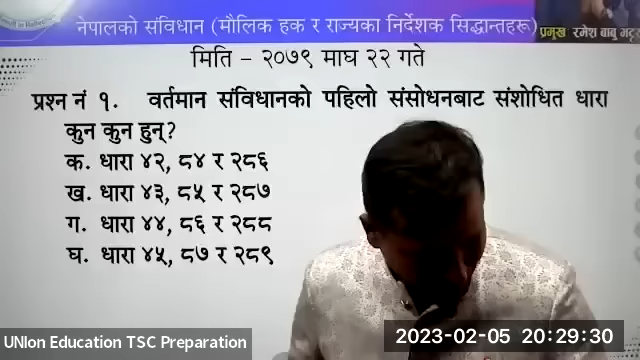 नेपालको संविधान (मौलिक हक र राज्यका निर्देशक सिद्धान्तहरू)
प्रमुख रमेश बाबु
मिति – २०७९ माघ २२ गते
प्रश्न नं १. वर्तमान संविधानको पहिलो संसोधनबाट संशोधित धारा
कुन कुन हुन्?
क. धारा ४२, ८४ र २८६
ख. धारा ४३, ८५ र २८७
ग. धारा ४४, ८६ र २८८
घ. धारा ४५, ८७ र २८९
UNIon Education TSC Preparation
2023-02-05 20:29:30